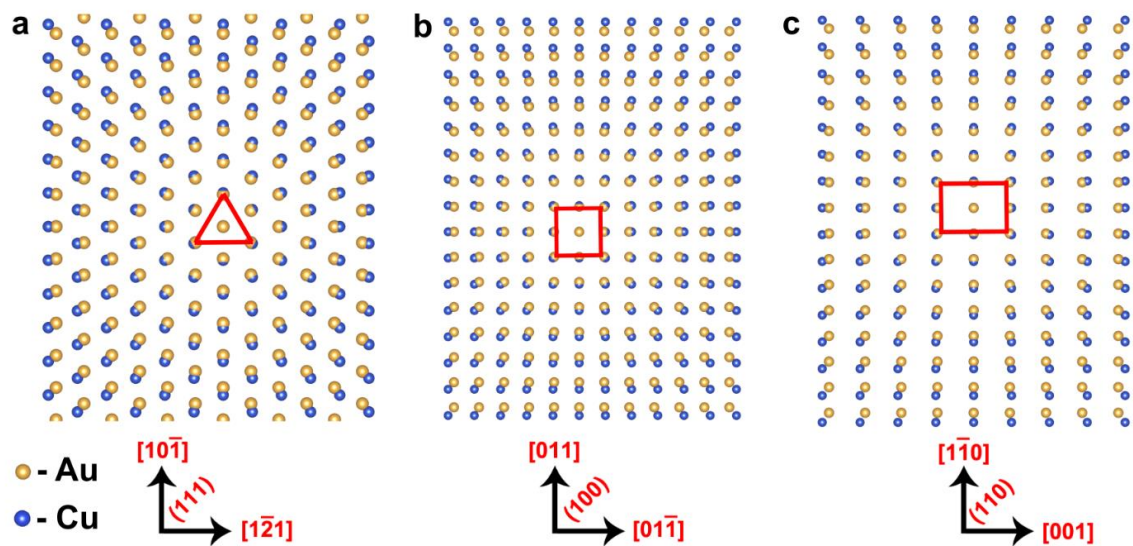 a b c
[101̄] [011] [11̄0]
- Au
(111) (100) (110)
- Cu
[12̄1] [011̄] [001]